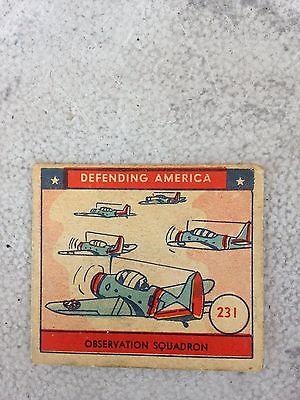 DEFENDING AMERICA
231
OBSERVATION SQUADRON